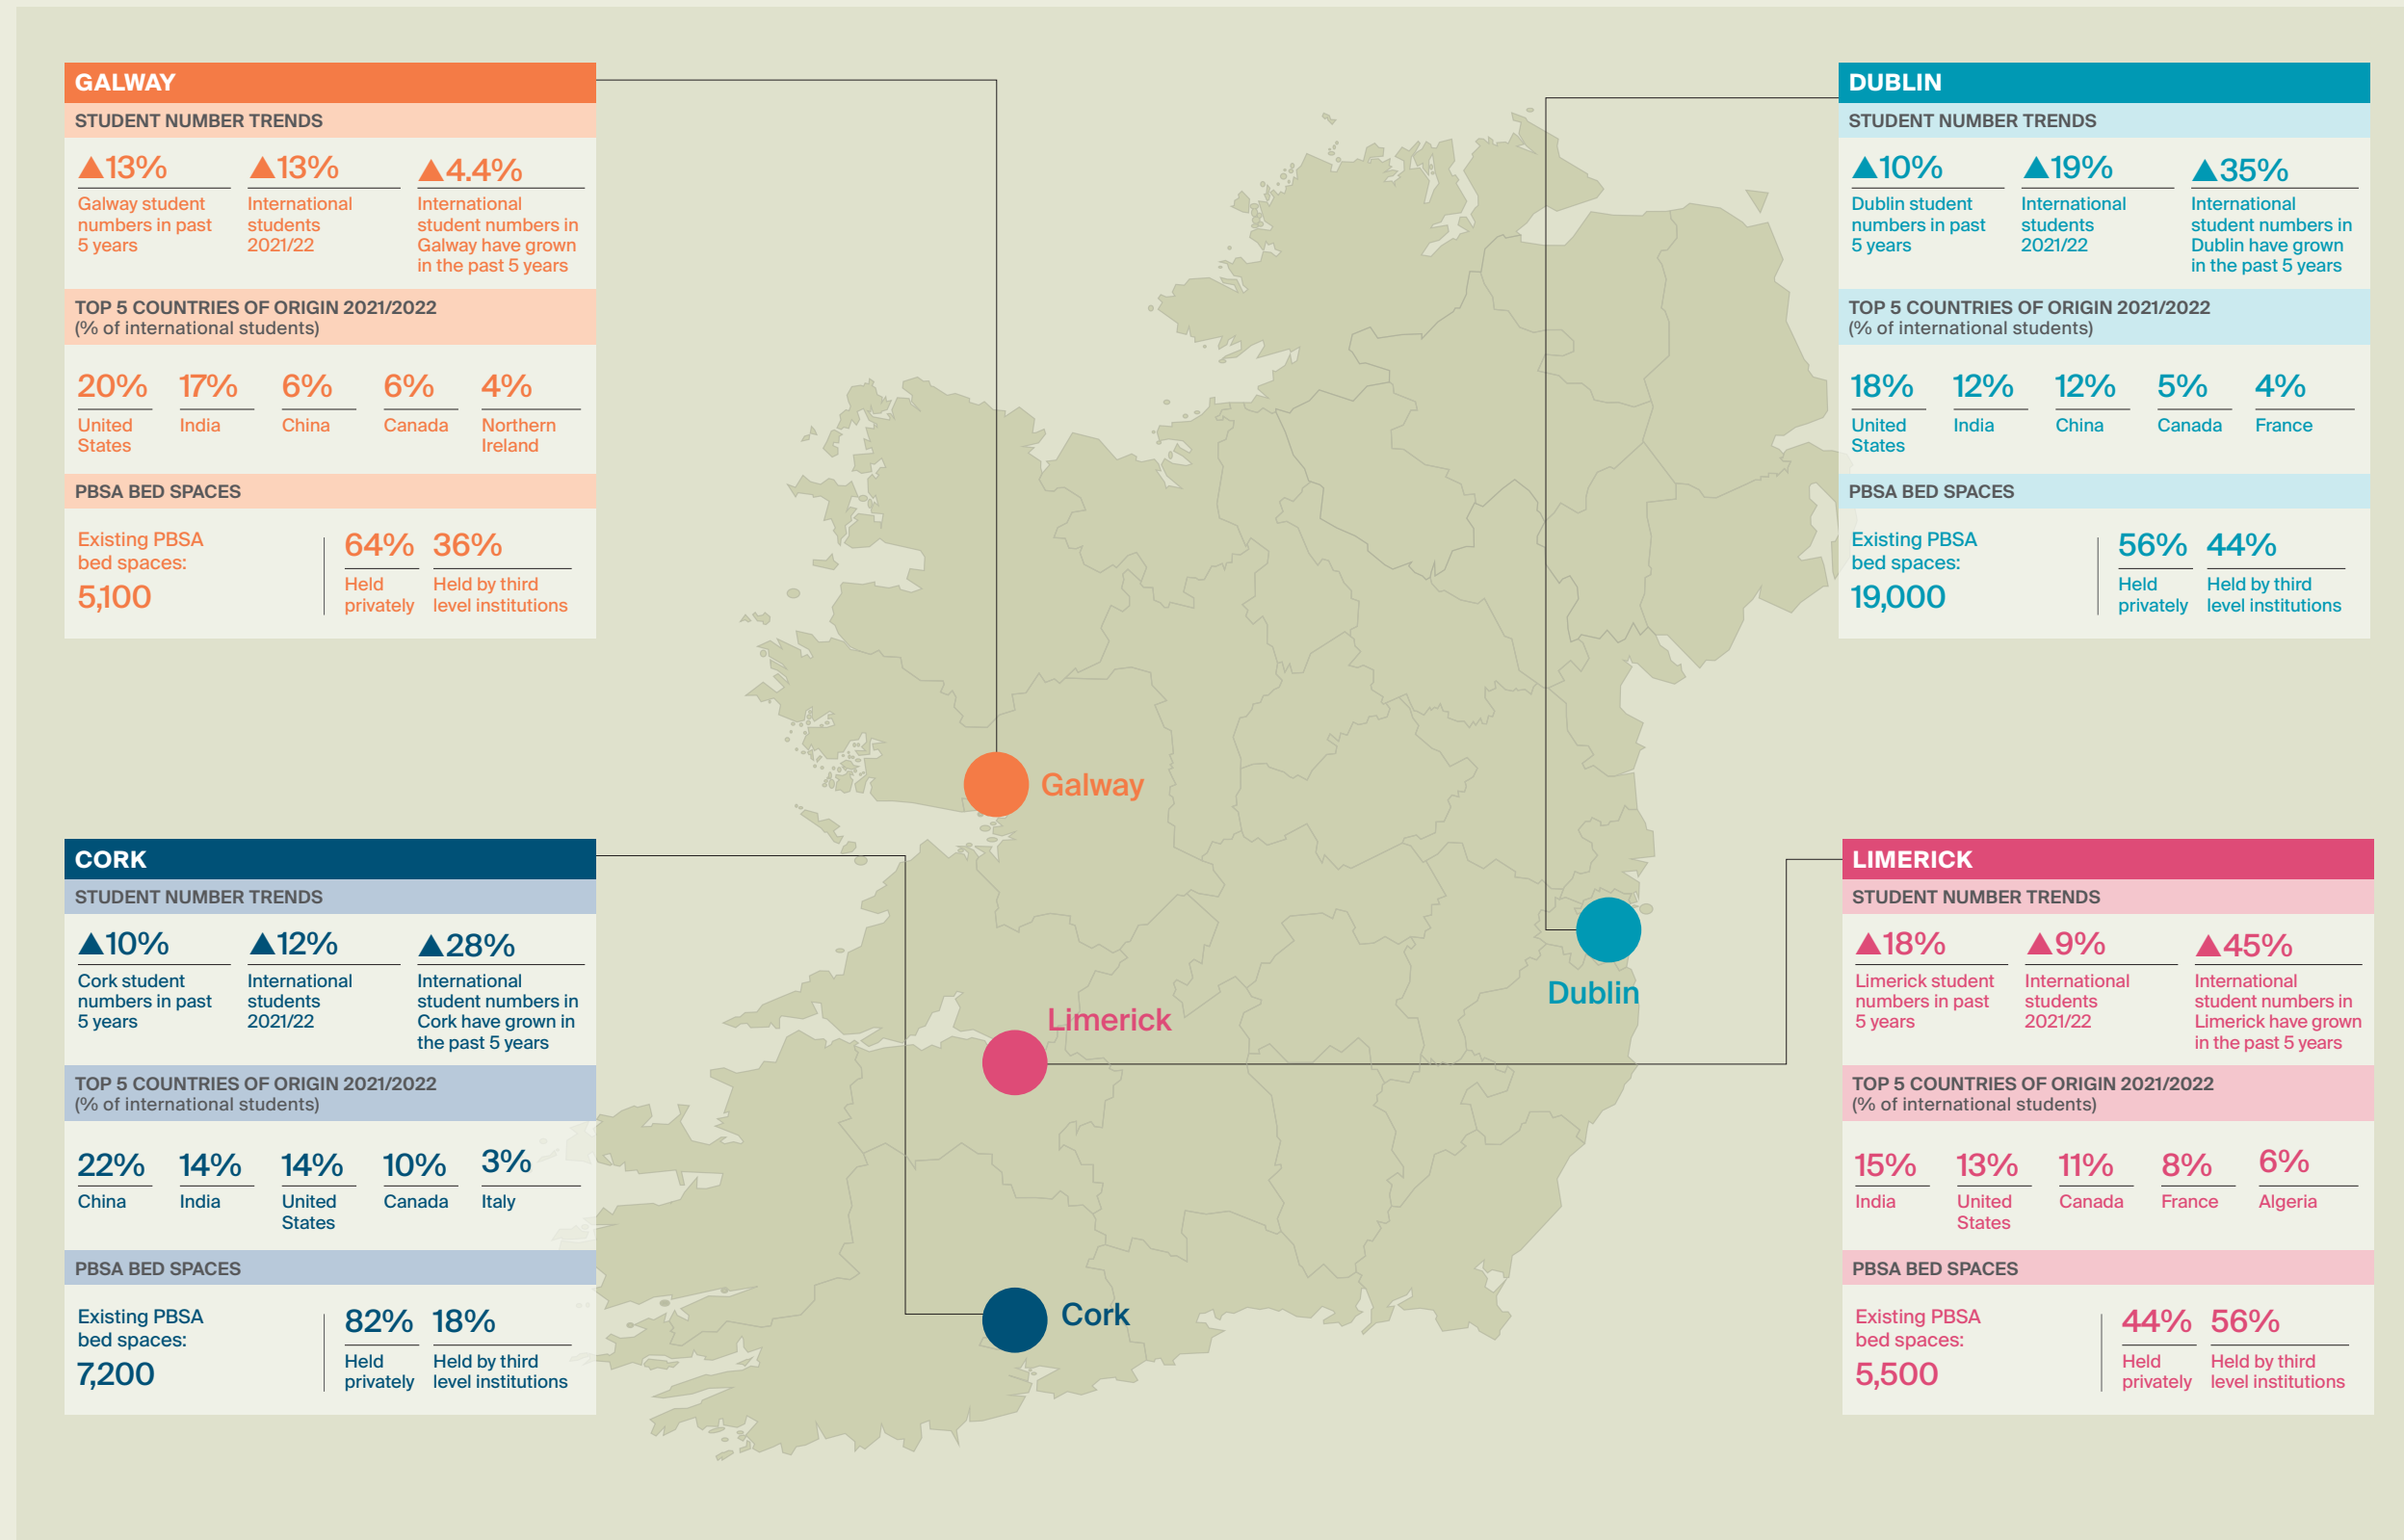 GALWAY
STUDENT NUMBER TRENDS
▲13%
Galway student
numbers in past
5 years
▲13%
International
students
2021/22
▲4.4%
International
student numbers in
Galway have grown
in the past 5 years
TOP 5 COUNTRIES OF ORIGIN 2021/2022
(% of international students)
20%
United
States
17%
India
6%
China
6%
Canada
4%
Northern
Ireland
PBSA BED SPACES
Existing PBSA
bed spaces:
5,100
64%
Held
privately
36%
Held by third
level institutions
DUBLIN
STUDENT NUMBER TRENDS
▲10%
Dublin student
numbers in past
5 years
▲19%
International
students
2021/22
▲35%
International
student numbers in
Dublin have grown
in the past 5 years
TOP 5 COUNTRIES OF ORIGIN 2021/2022
(% of international students)
18%
United
States
12%
India
12%
China
5%
Canada
4%
France
PBSA BED SPACES
Existing PBSA
bed spaces:
19,000
56%
Held
privately
44%
Held by third
level institutions
Galway
Dublin
Limerick
Cork
CORK
STUDENT NUMBER TRENDS
▲10%
Cork student
numbers in past
5 years
▲12%
International
students
2021/22
▲28%
International
student numbers in
Cork have grown in
the past 5 years
TOP 5 COUNTRIES OF ORIGIN 2021/2022
(% of international students)
22%
China
14%
India
14%
United
States
10%
Canada
3%
Italy
PBSA BED SPACES
Existing PBSA
bed spaces:
7,200
82%
Held
privately
18%
Held by third
level institutions
LIMERICK
STUDENT NUMBER TRENDS
▲18%
Limerick student
numbers in past
5 years
▲9%
International
students
2021/22
▲45%
International
student numbers in
Limerick have grown
in the past 5 years
TOP 5 COUNTRIES OF ORIGIN 2021/2022
(% of international students)
15%
India
13%
United
States
11%
Canada
8%
France
6%
Algeria
PBSA BED SPACES
Existing PBSA
bed spaces:
5,500
44%
Held
privately
56%
Held by third
level institutions